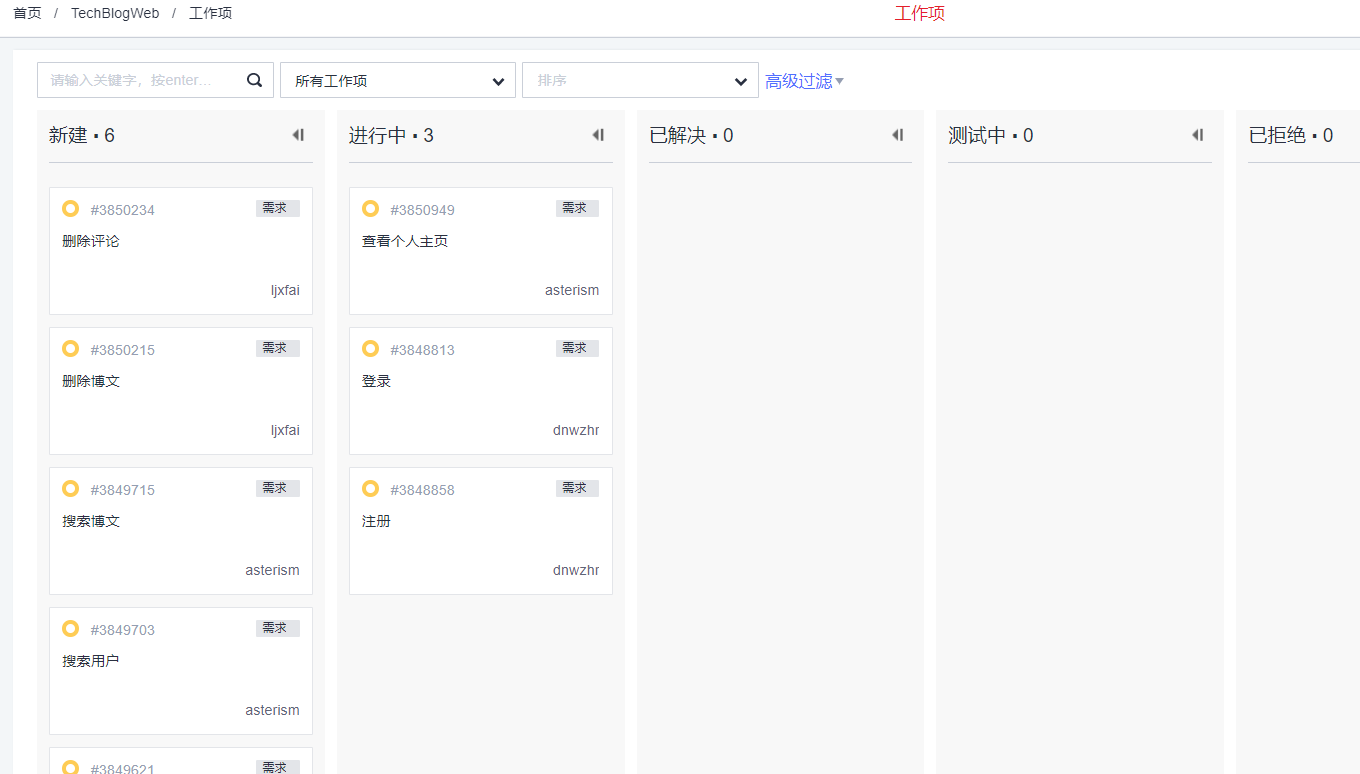 首页 / TechBlogWeb / 工作项
工作项
请输入关键字，按enter...
所有工作项
排序
高级过滤
新建 · 6
#3850234
需求
删除评论
ljxfai
#3850215
需求
删除博文
ljxfai
#3849715
需求
搜索博文
asterism
#3849703
需求
搜索用户
asterism
#3849621
需求
进行中 · 3
#3850949
需求
查看个人主页
asterism
#3848813
需求
登录
dnwzhr
#3848858
需求
注册
dnwzhr
已解决 · 0
测试中 · 0
已拒绝 · 0